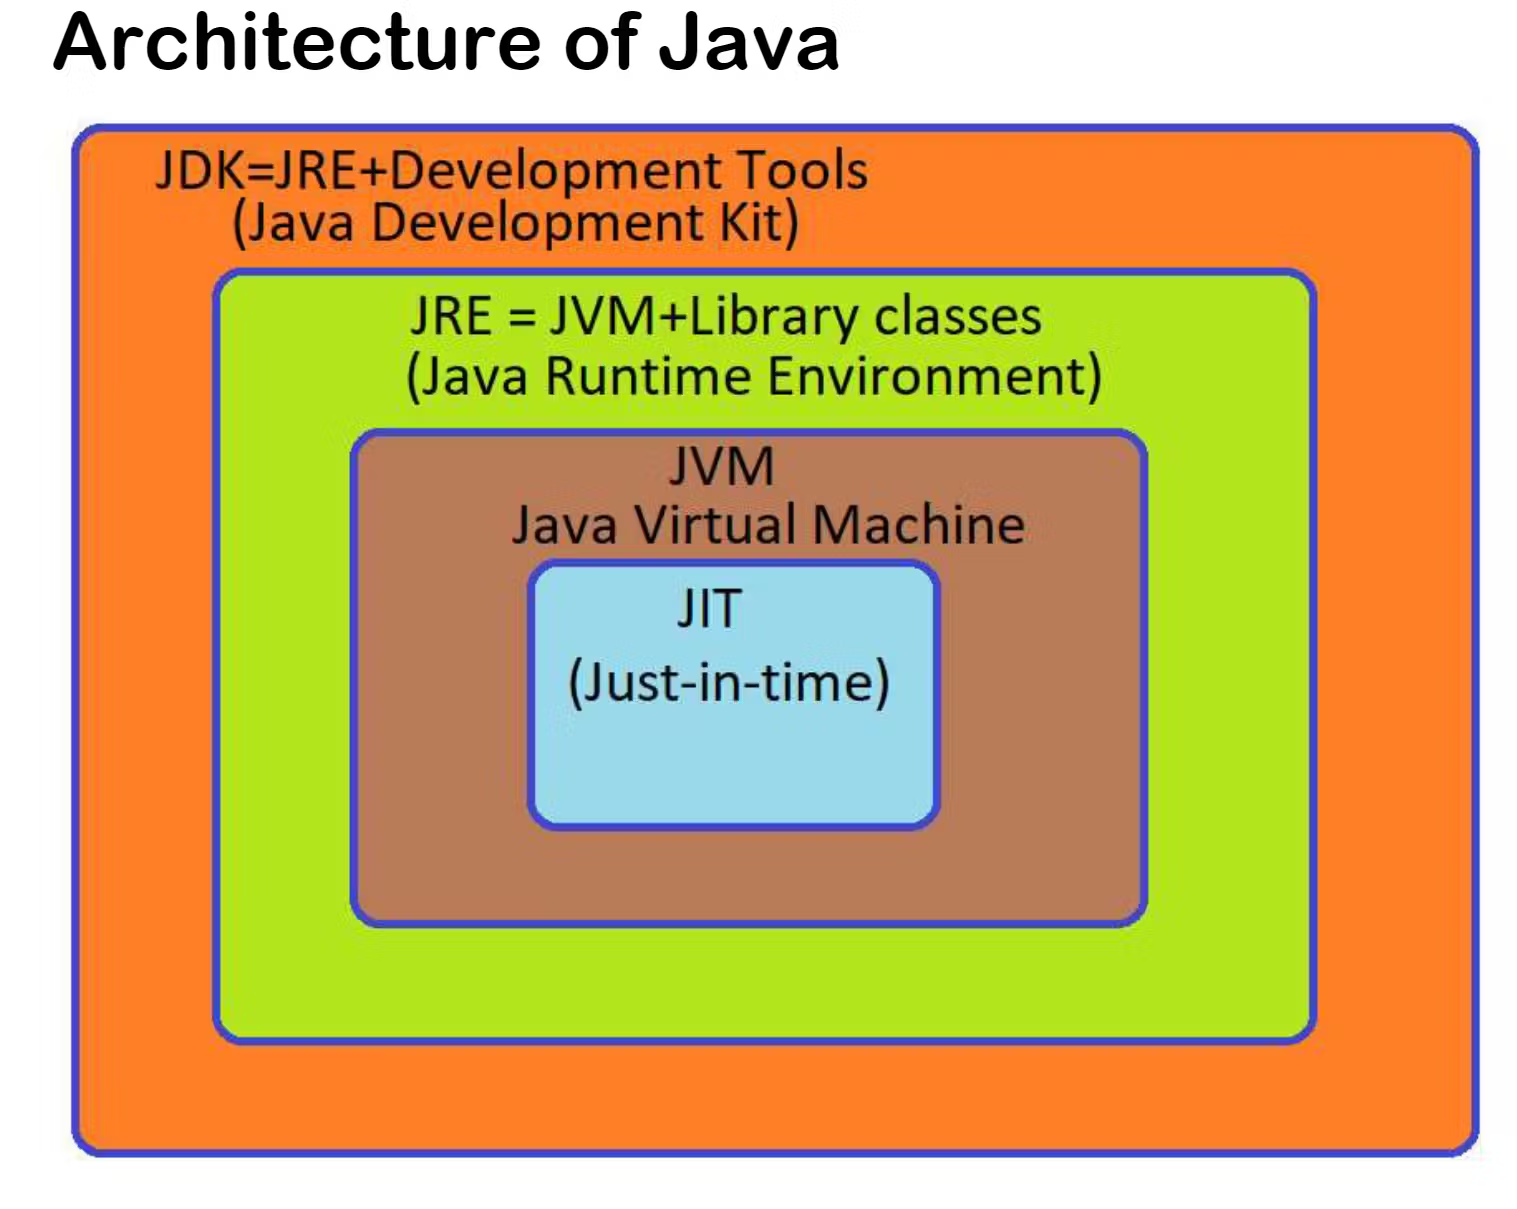 Architecture of Java
JDK=JRE+Development Tools
(Java Development Kit)
JRE = JVM+Library classes
(Java Runtime Environment)
JVM
Java Virtual Machine
JIT
(Just-in-time)